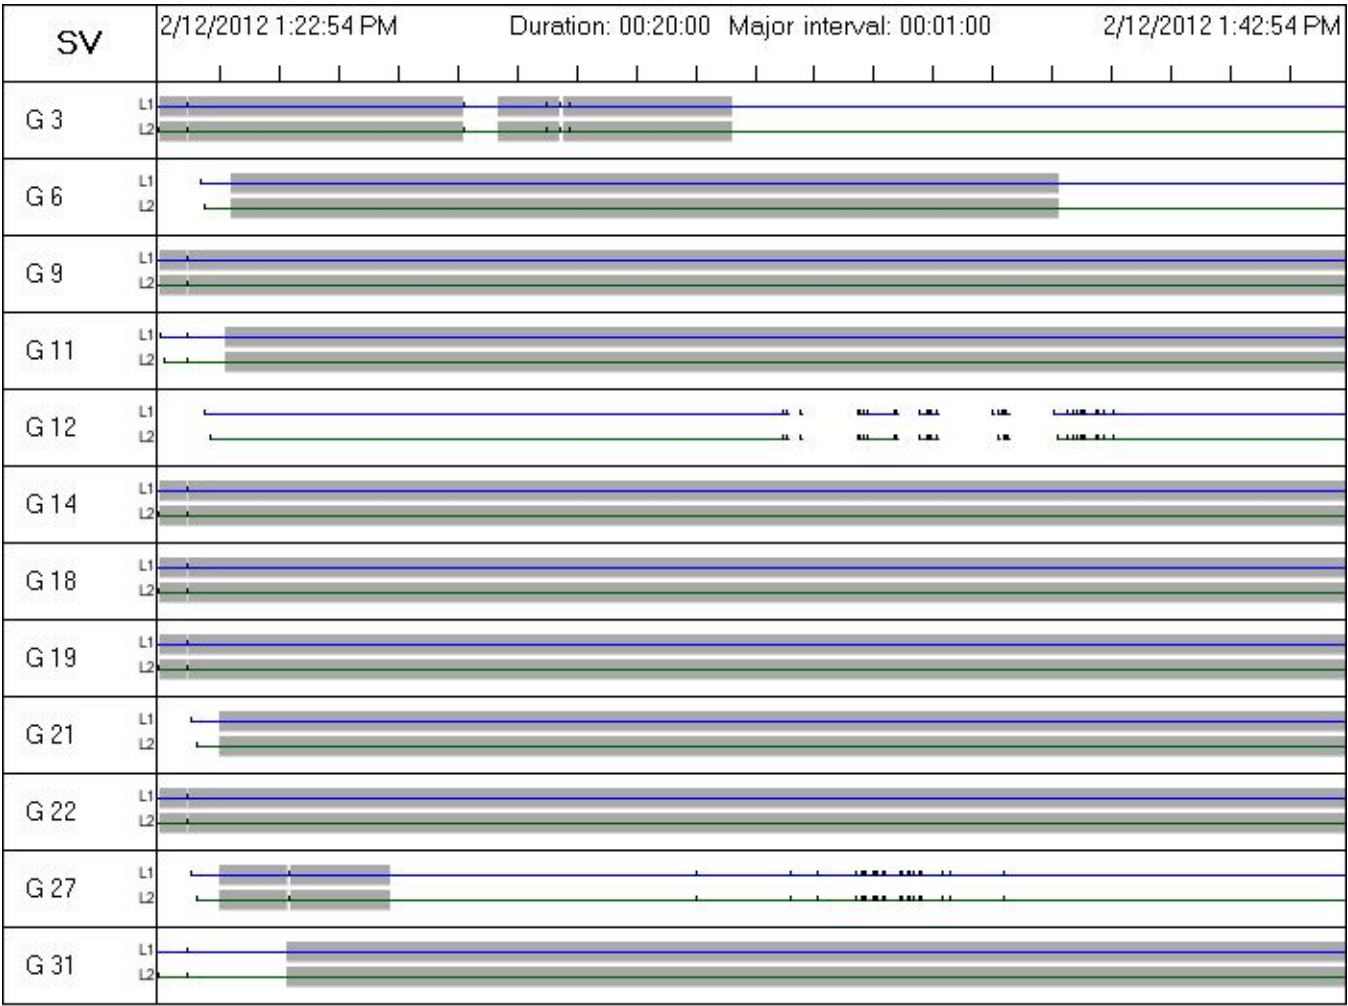 SV 2/12/2012 1:22:54 PM Duration: 00:20:00 Major interval: 00:01:00 2/12/2012 1:42:54 PM
L1
G 3
L2
L1
G 6
L2
L1
G 9
L2
L1
G 11
L2
L1
G 12
L2
L1
G 14
L2
L1
G 18
L2
L1
G 19
L2
L1
G 21
L2
L1
G 22
L2
L1
G 27
L2
L1
G 31
L2